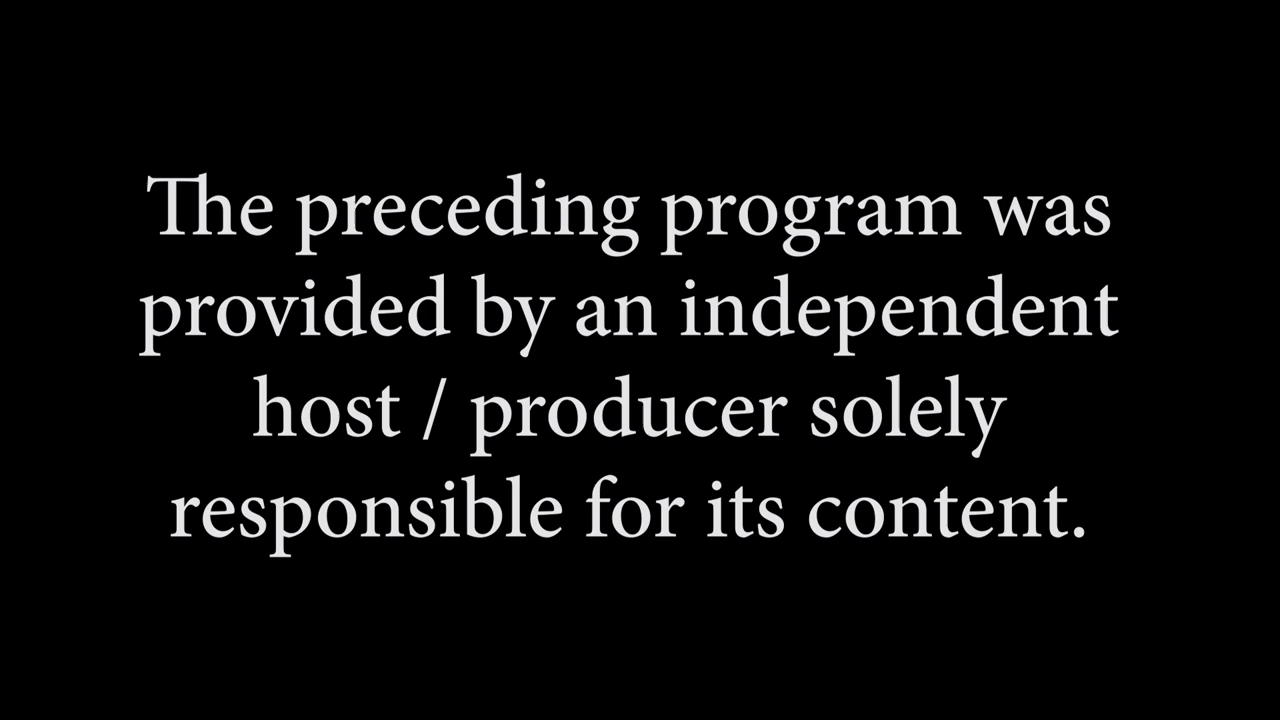 The preceding program was
provided by an independent
host / producer solely
responsible for its content.